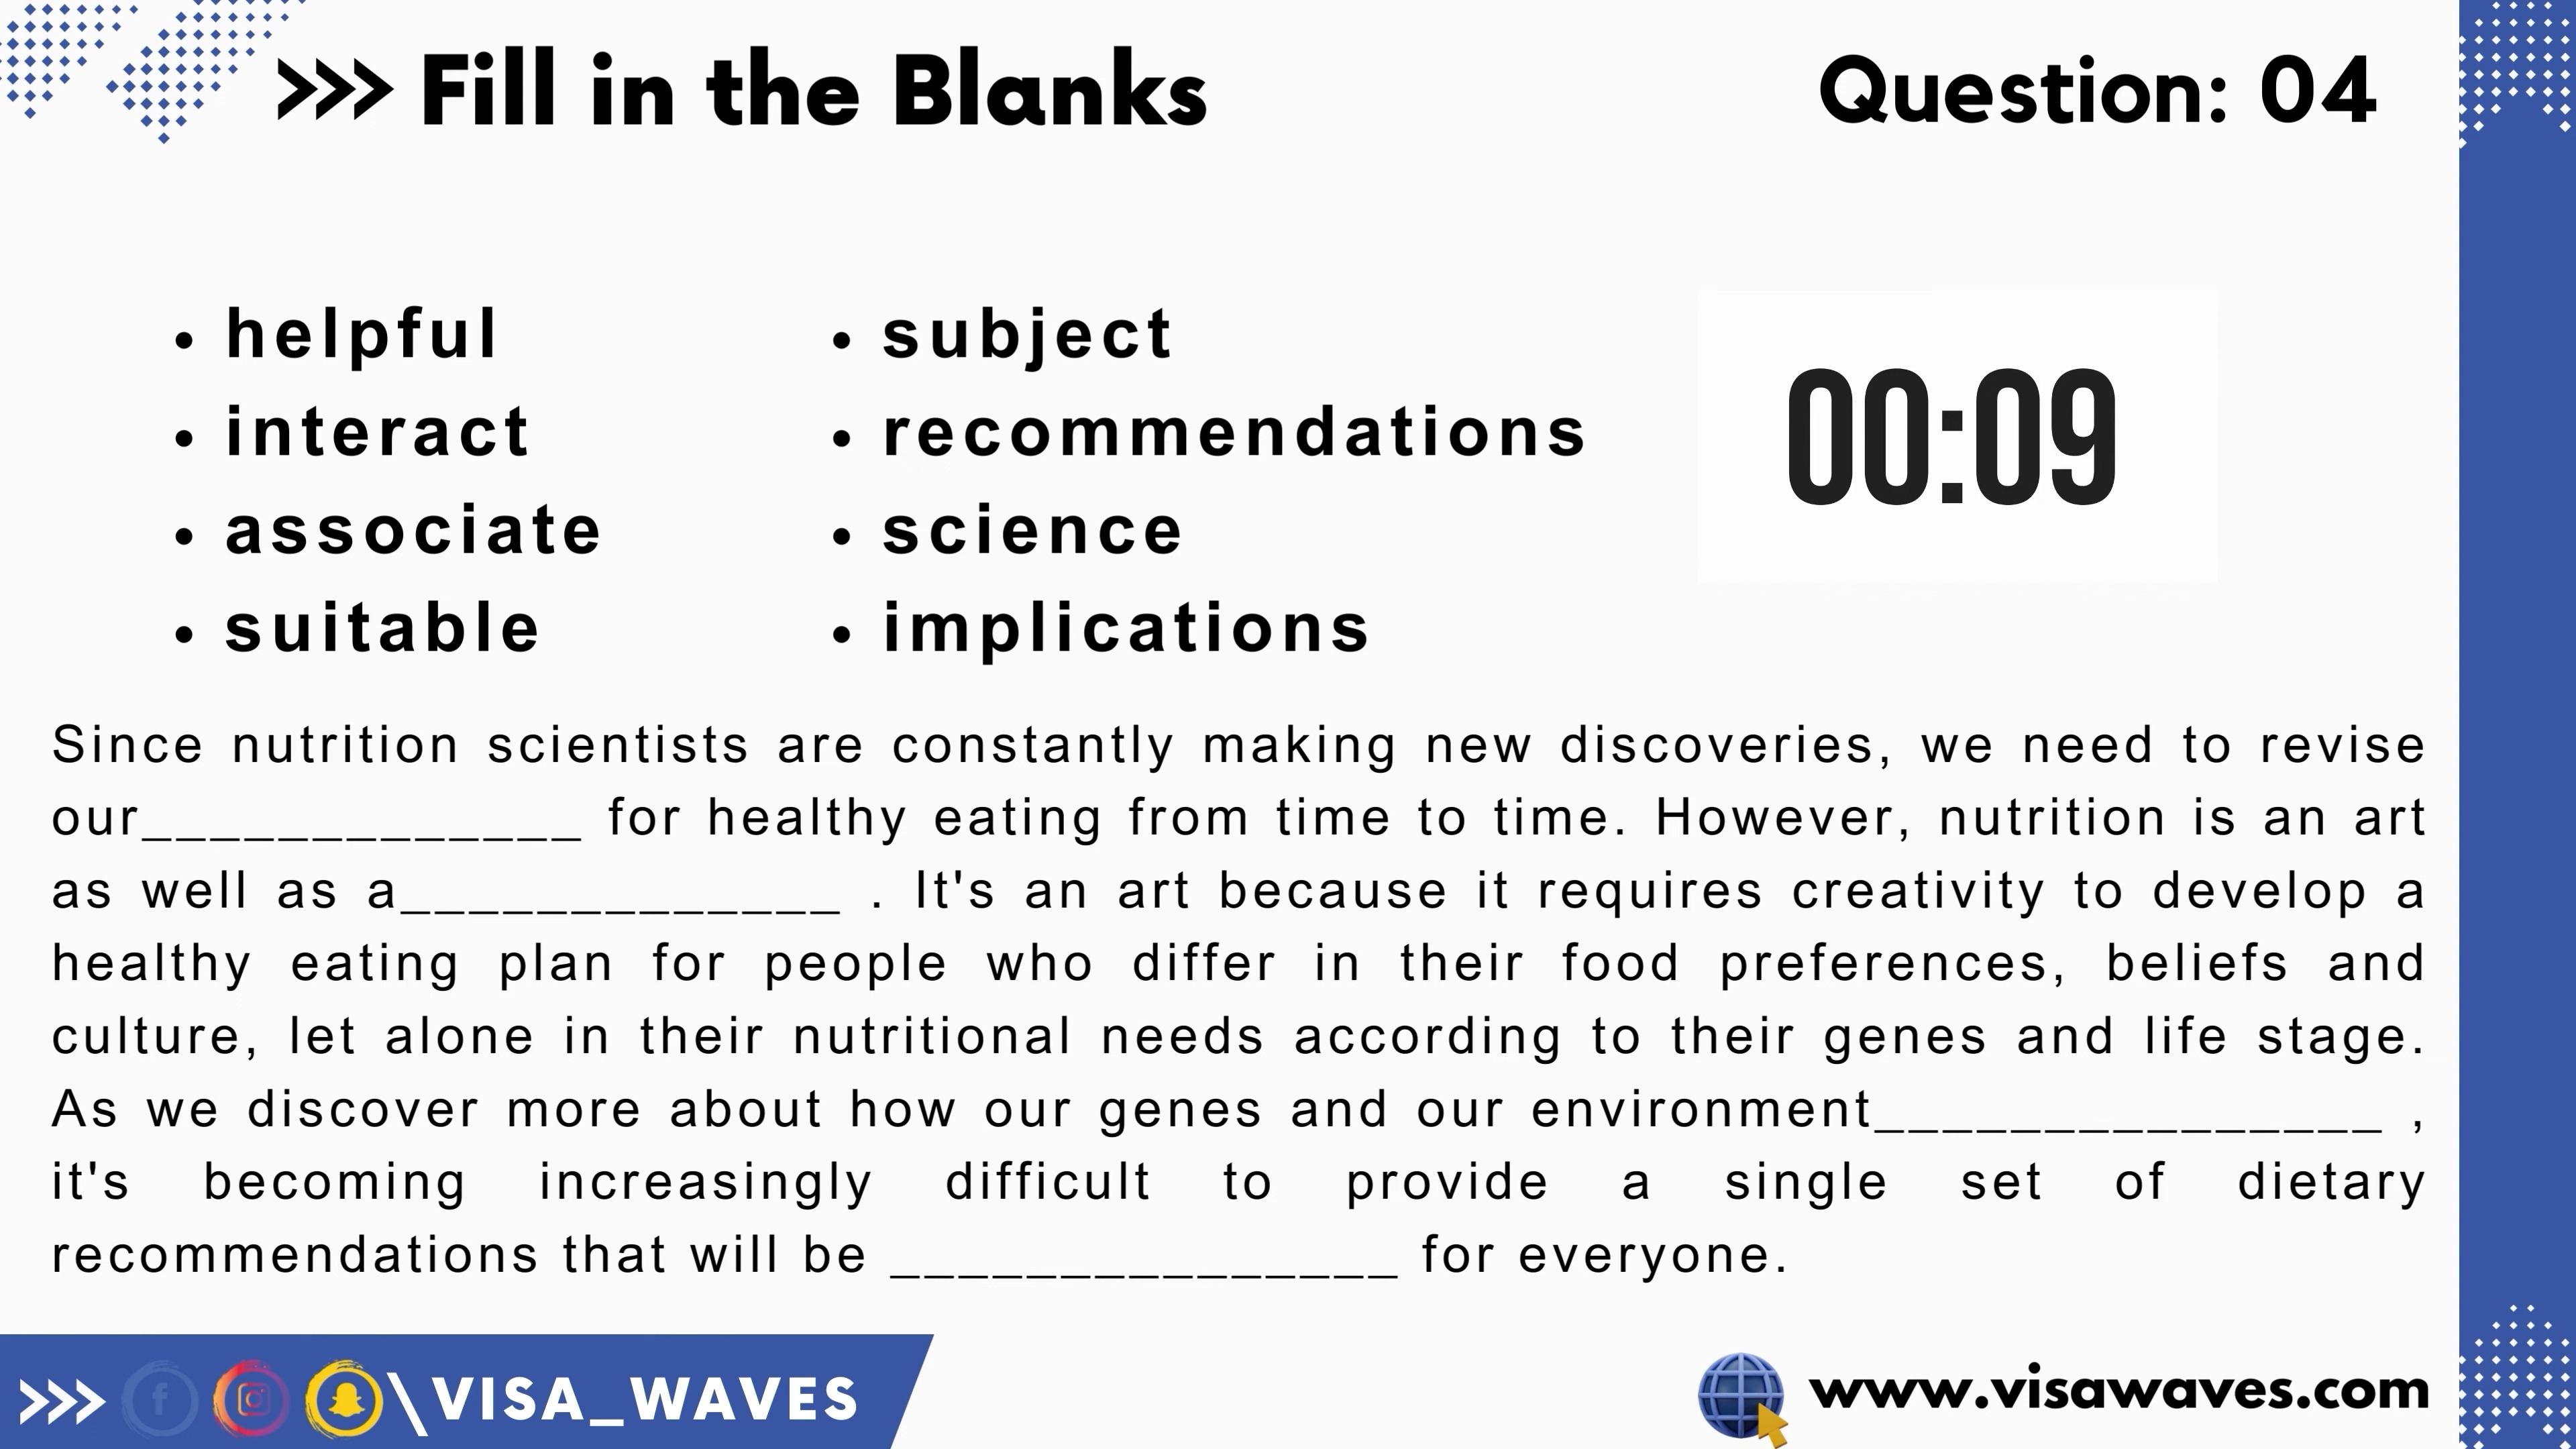 >>> Fill in the Blanks
Question: 04
• helpful
• interact
• associate
• suitable
• subject
• recommendations
• science
• implications
00:09
Since nutrition scientists are constantly making new discoveries, we need to revise
our_____________ for healthy eating from time to time. However, nutrition is an art
as well as a_____________ . It's an art because it requires creativity to develop a
healthy eating plan for people who differ in their food preferences, beliefs and
culture, let alone in their nutritional needs according to their genes and life stage.
As we discover more about how our genes and our environment_______________ ,
it's becoming increasingly difficult to provide a single set of dietary
recommendations that will be _______________ for everyone.
>>> \VISA_WAVES
www.visawaves.com